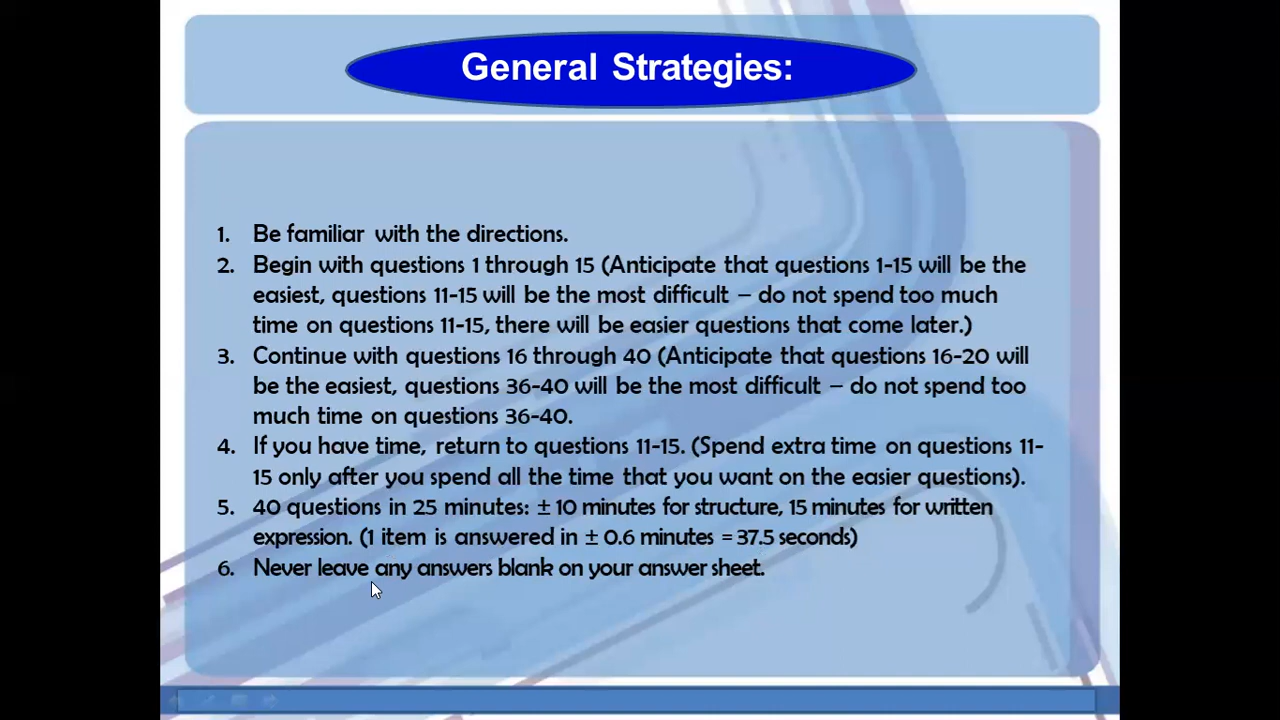 General Strategies:
1. Be familiar with the directions.
2. Begin with questions 1 through 15 (Anticipate that questions 1-15 will be the
easiest, questions 11-15 will be the most difficult – do not spend too much
time on questions 11-15, there will be easier questions that come later.)
3. Continue with questions 16 through 40 (Anticipate that questions 16-20 will
be the easiest, questions 36-40 will be the most difficult – do not spend too
much time on questions 36-40.
4. If you have time, return to questions 11-15. (Spend extra time on questions 11-
15 only after you spend all the time that you want on the easier questions).
5. 40 questions in 25 minutes: ± 10 minutes for structure, 15 minutes for written
expression. (1 item is answered in ± 0.6 minutes = 37.5 seconds)
6. Never leave any answers blank on your answer sheet.